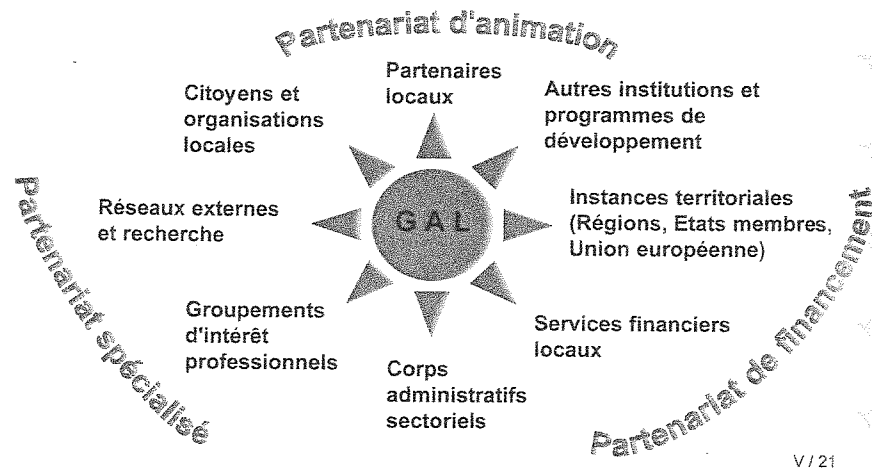 Partenariat d'animation
Partenaires
locaux
Citoyens et
organisations
locales
Autres institutions et
programmes de
développement
Réseaux externes
et recherche
GAL
Instances territoriales
(Régions, Etats membres,
Union européenne)
Groupements
d'intérêt
professionnels
Services financiers
locaux
Corps
administratifs
sectoriels
Partenariat spécialisé
Partenariat de financement
V / 21